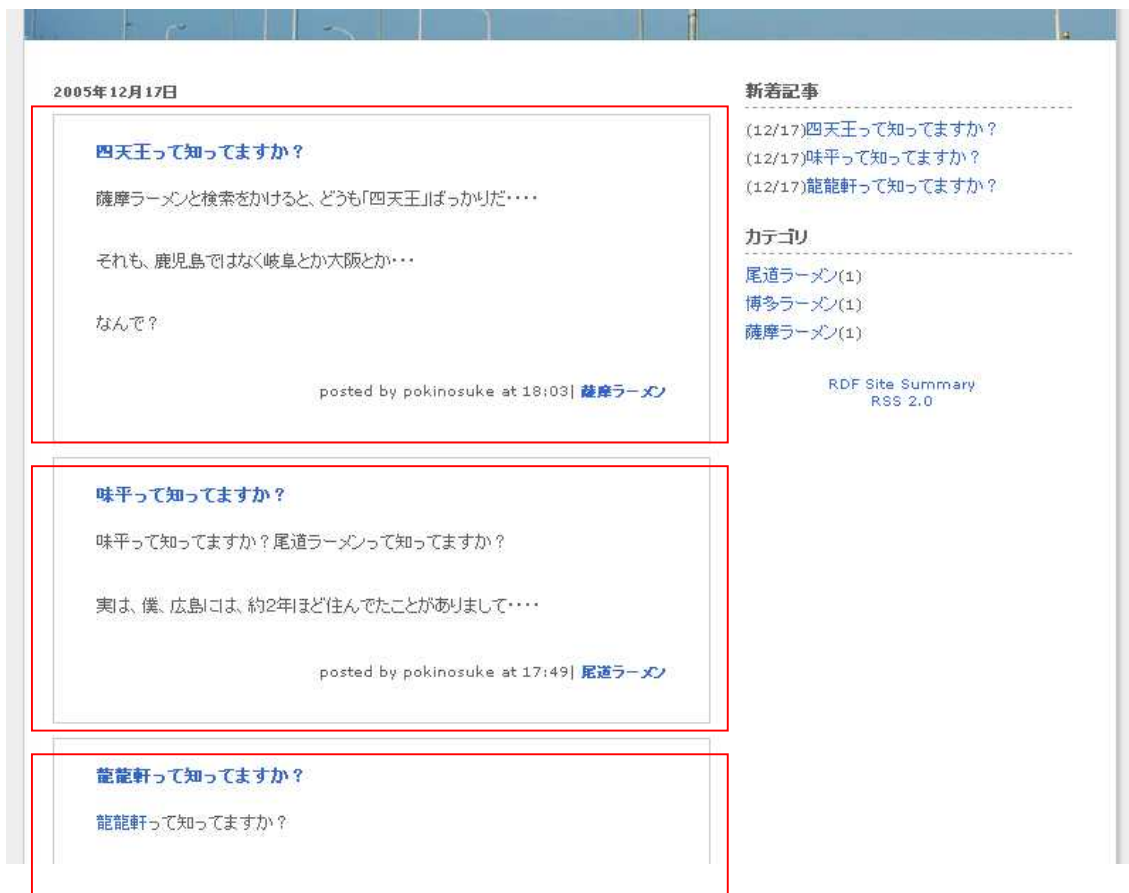 2005年12月17日
四天王って知ってますか？
薩摩ラーメンと検索をかけると、どうも「四天王」ばっかりだ・・・・
それも、鹿児島ではなく岐阜とか大阪とか・・・
なんで？
posted by pokinosuke at 18:03| 薩摩ラーメン
味平って知ってますか？
味平って知ってますか？尾道ラーメンって知ってますか？
実は、僕、広島には、約2年ほど住んでたことがありまして・・・・
posted by pokinosuke at 17:49| 尾道ラーメン
龍龍軒って知ってますか？
龍龍軒って知ってますか？
新着記事
(12/17)四天王って知ってますか？
(12/17)味平って知ってますか？
(12/17)龍龍軒って知ってますか？
カテゴリ
尾道ラーメン(1)
博多ラーメン(1)
薩摩ラーメン(1)
RDF Site Summary
RSS 2.0